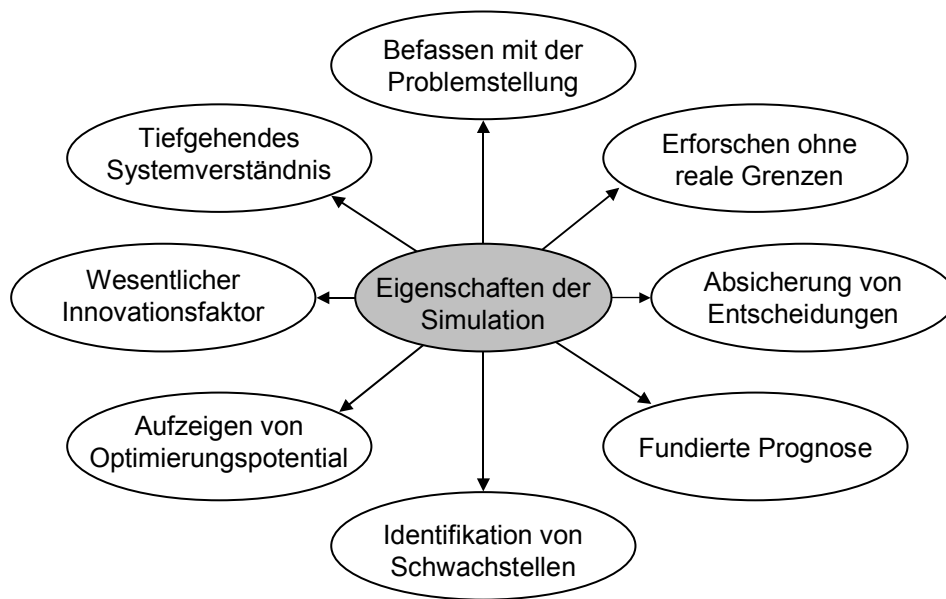 Befassen mit der
Problemstellung
Tiefgehendes
Systemverständnis
Erforschen ohne
reale Grenzen
Wesentlicher
Innovationsfaktor
Eigenschaften der
Simulation
Absicherung von
Entscheidungen
Aufzeigen von
Optimierungspotential
Fundierte Prognose
Identifikation von
Schwachstellen